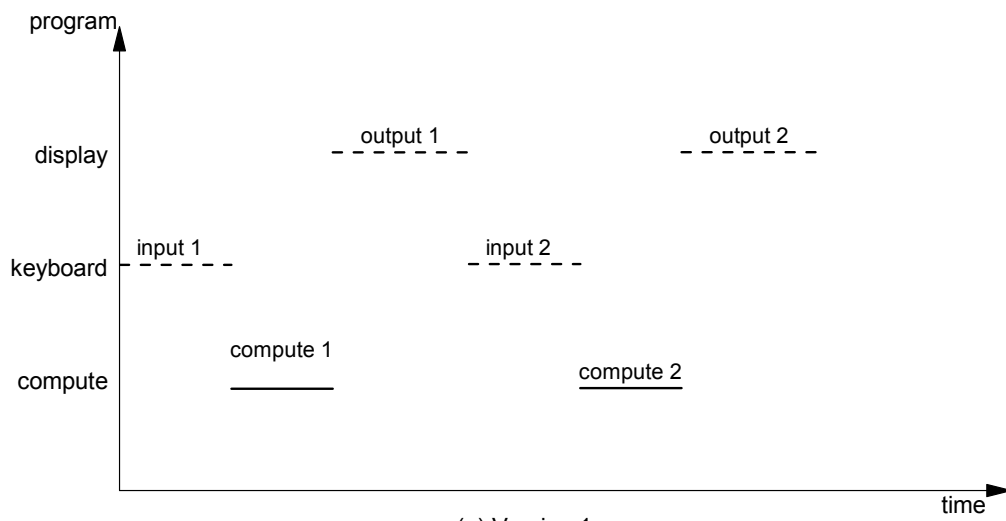 program
output 1
output 2
display
input 1
input 2
keyboard
compute 1
compute 2
compute
time